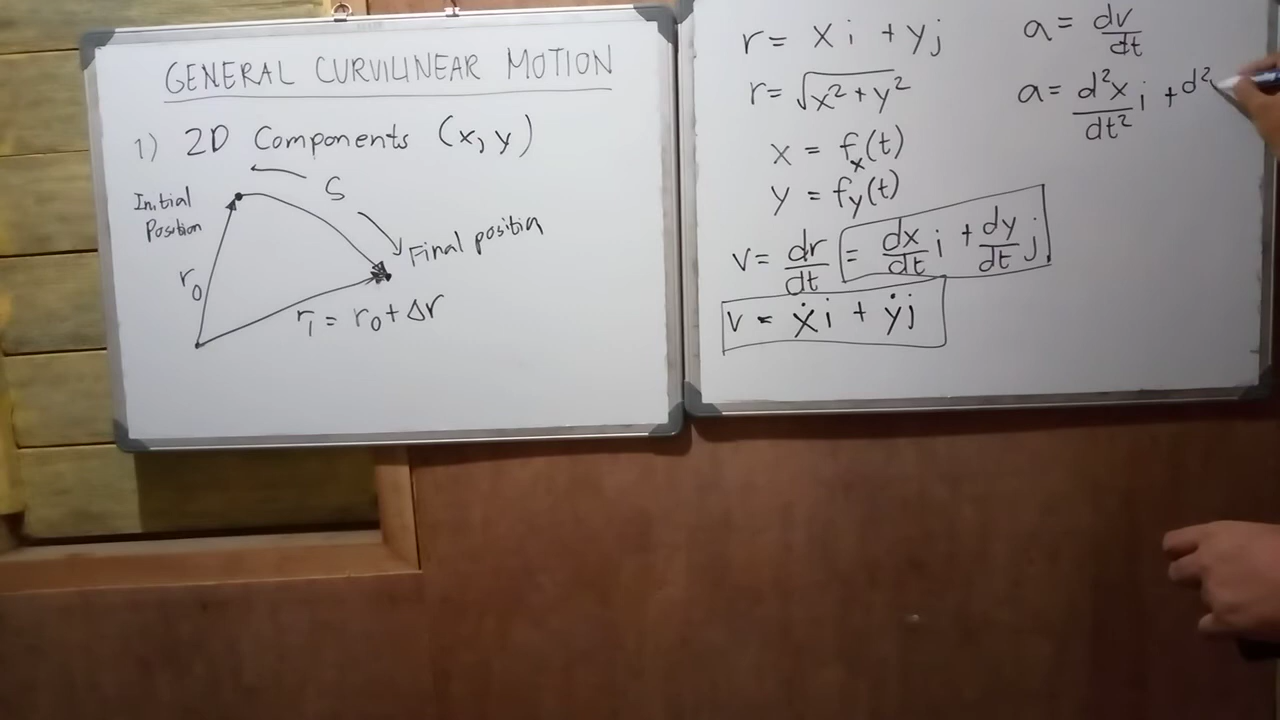 GENERAL CURVILINEAR MOTION
1) 2D Components (x, y)
S
Initial
Position
Final positin
r₀
r₁ = r₀ + Δr
r = xi + yj
r = √x² + y²
x = fₓ(t)
y = fy(t)
v = dr/dt = dx/dt i + dy/dt j
v = ẋi + ẏj
a = dv/dt
a = d²x/dt² i + d²